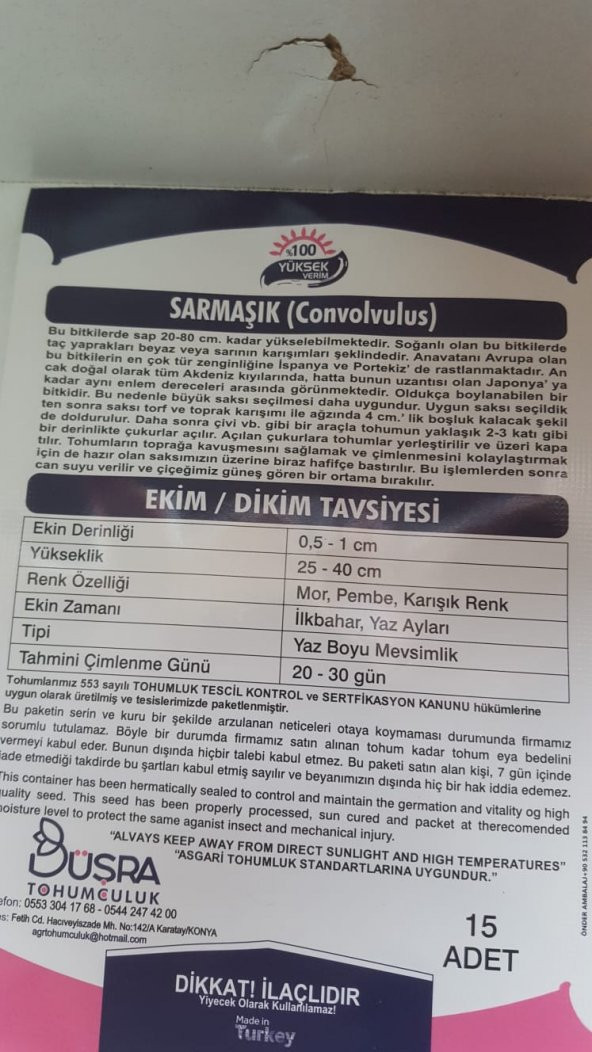 %100
YÜKSEK
VERİM
SARMAŞIK (Convolvulus)
Bu bitkilerde sap 20-80 cm. kadar yükselebilmektedir. Soğanlı olan bu bitkilerde
taç yaprakları beyaz veya sarının karışımları şeklindedir. Anavatanı Avrupa olan
bu bitkilerin en çok tür zenginliğine İspanya ve Portekiz' de rastlanmaktadır. An
cak doğal olarak tüm Akdeniz kıyılarında, hatta bunun uzantısı olan Japonya' ya
kadar aynı enlem dereceleri arasında görünmektedir. Oldukça boylanabilen bir
bitkidir. Bu nedenle büyük saksı seçilmesi daha uygundur. Uygun saksı seçildik
ten sonra saksı torf ve toprak karışımı ile ağzında 4 cm.' lik boşluk kalacak şekil
de doldurulur. Daha sonra çivi vb. gibi bir araçla tohumun yaklaşık 2-3 katı gibi
bir derinlikte çukurlar açılır. Açılan çukurlara tohumlar yerleştirilir ve üzeri kapa
tılır. Tohumların toprağa kavuşmesını sağlamak ve çimlenmesini kolaylaştırmak
için de hazır olan saksımızın üzerine biraz hafifçe bastırılır. Bu işlemlerden sonra
can suyu verilir ve çiçeğimiz güneş gören bir ortama bırakılır.
EKİM / DİKİM TAVSİYESİ
Ekin Derinliği 0,5 - 1 cm
Yükseklik 25 - 40 cm
Renk Özelliği Mor, Pembe, Karışık Renk
Ekin Zamanı İlkbahar, Yaz Ayları
Tipi Yaz Boyu Mevsimlik
Tahmini Çimlenme Günü 20 - 30 gün
Tohumlarımız 553 sayılı TOHUMLUK TESCİL KONTROL ve SERTFİKASYON KANUNU hükümlerine
uygun olarak üretilmiş ve tesislerimizde paketlenmiştir.
Bu paketin serin ve kuru bir şekilde arzulanan neticeleri otaya koymaması durumunda firmamız
sorumlu tutulamaz. Böyle bir durumda firmamız satın alınan tohum kadar tohum eya bedelini
vermeyi kabul eder. Bunun dışında hiçbir talebi kabul etmez. Bu paketi satın alan kişi, 7 gün içinde
iade etmediği takdirde bu şartları kabul etmiş sayılır ve beyanımızın dışında hiç bir hak iddia edemez.
This container has been hermatically sealed to control and maintain the germation and vitality og high
quality seed. This seed has been properly processed, sun cured and packet at therecomended
moisture level to protect the same aganist insect and mechanical injury.
"ALVAYS KEEP AWAY FROM DIRECT SUNLIGHT AND HIGH TEMPERATURES"
"ASGARİ TOHUMLUK STANDARTLARINA UYGUNDUR."
BÜŞRA
TOHUMCULUK
efon: 0553 304 17 68 - 0544 247 42 00
es: Fetih Cd. Hacıveyiszade Mh. No:142/A Karatay/KONYA
agrtohumculuk@hotmail.com
15
ADET
ÖNDER AMBALAJ+90 532 113 84 94
DİKKAT! İLAÇLIDIR
Yiyecek Olarak Kullanılamaz!
Made in
Turkey